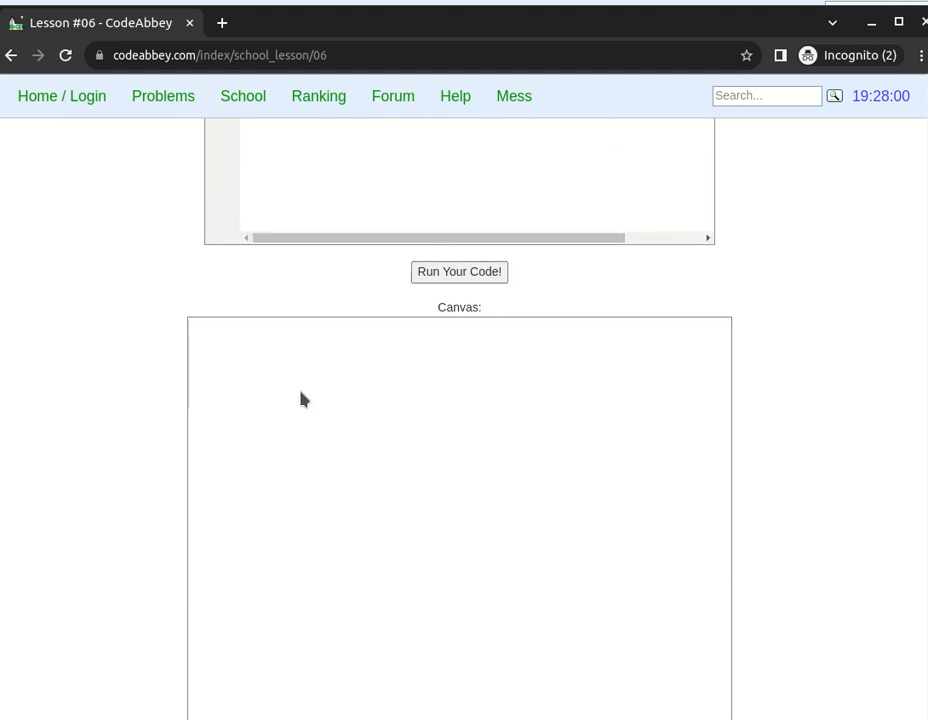 Lesson #06 - CodeAbbey
codeabbey.com/index/school_lesson/06
Incognito (2)
Home / Login Problems School Ranking Forum Help Mess
Search...
19:28:00
Run Your Code!
Canvas: